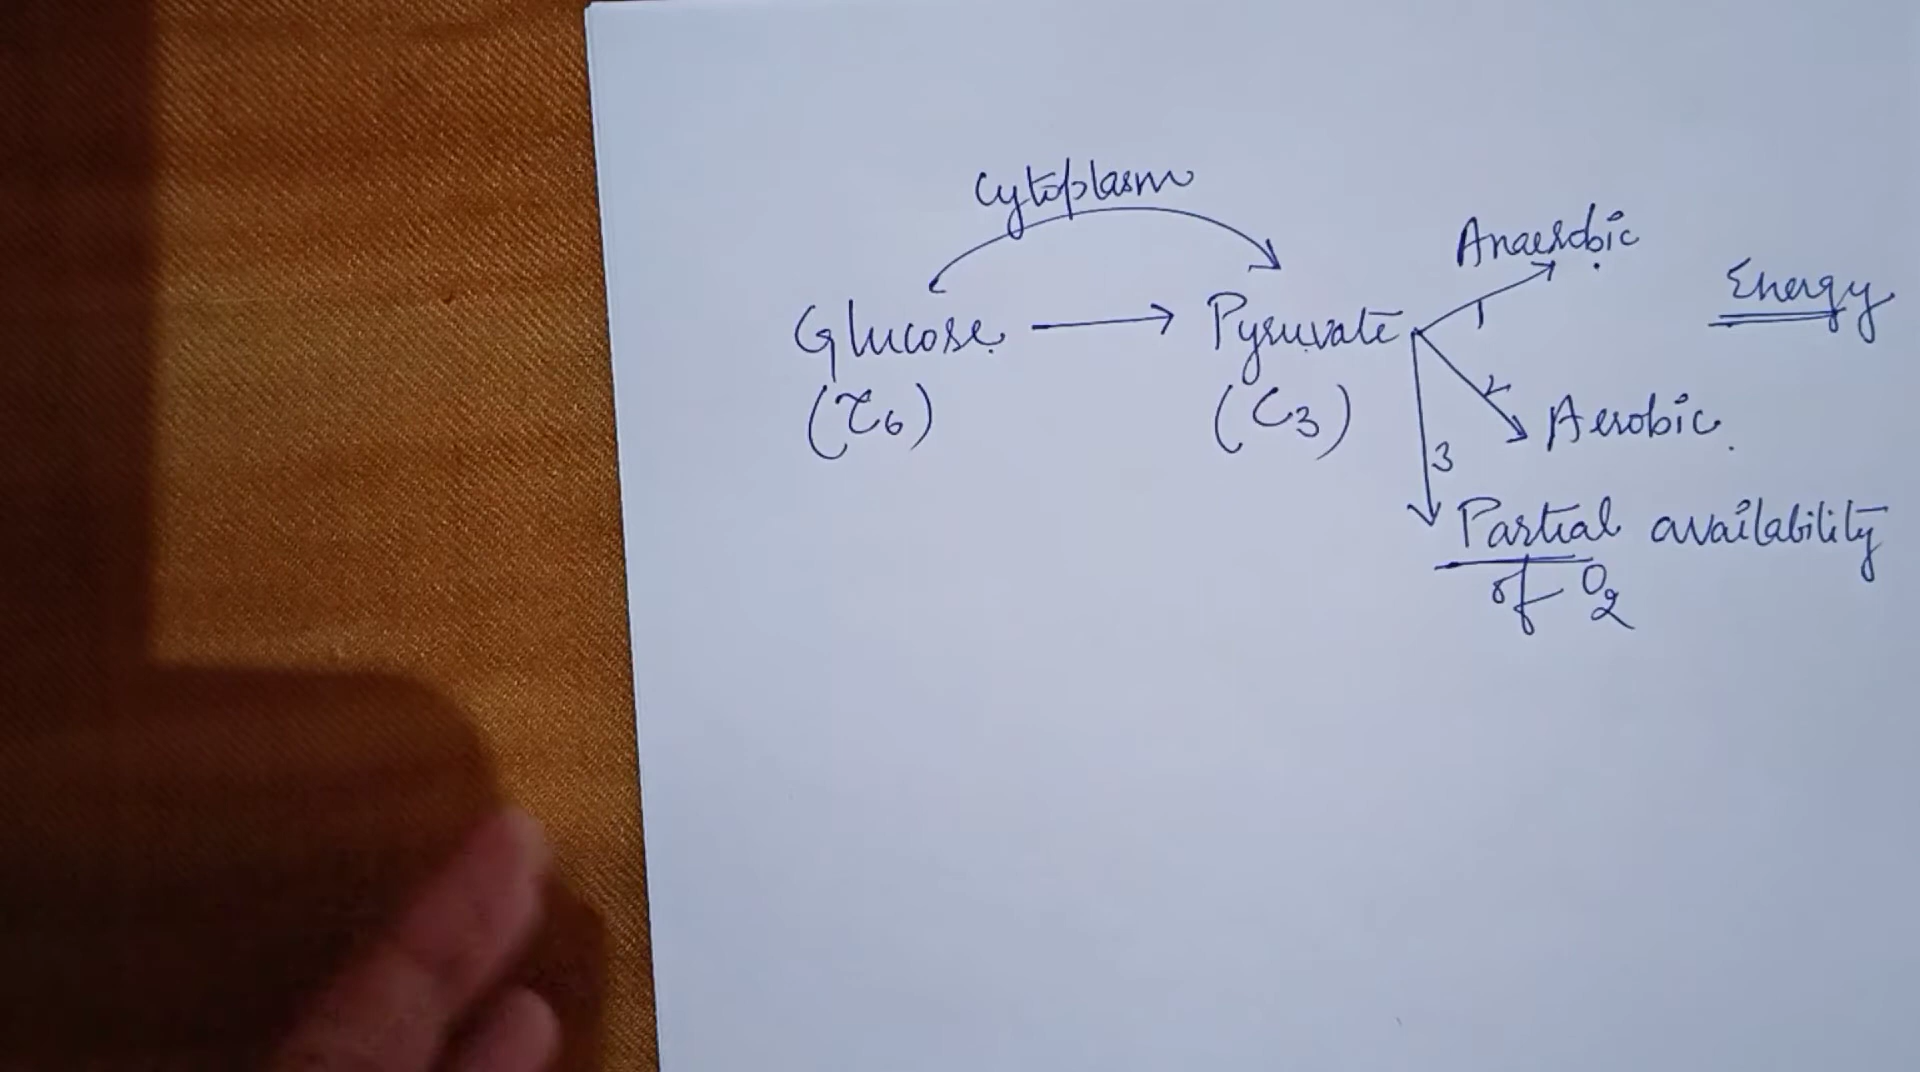 Cytoplasm
Glucose → Pyruvate
(C6) (C3)
1 Anaerobic
Energy
2 Aerobic.
3 Partial availability
of O2